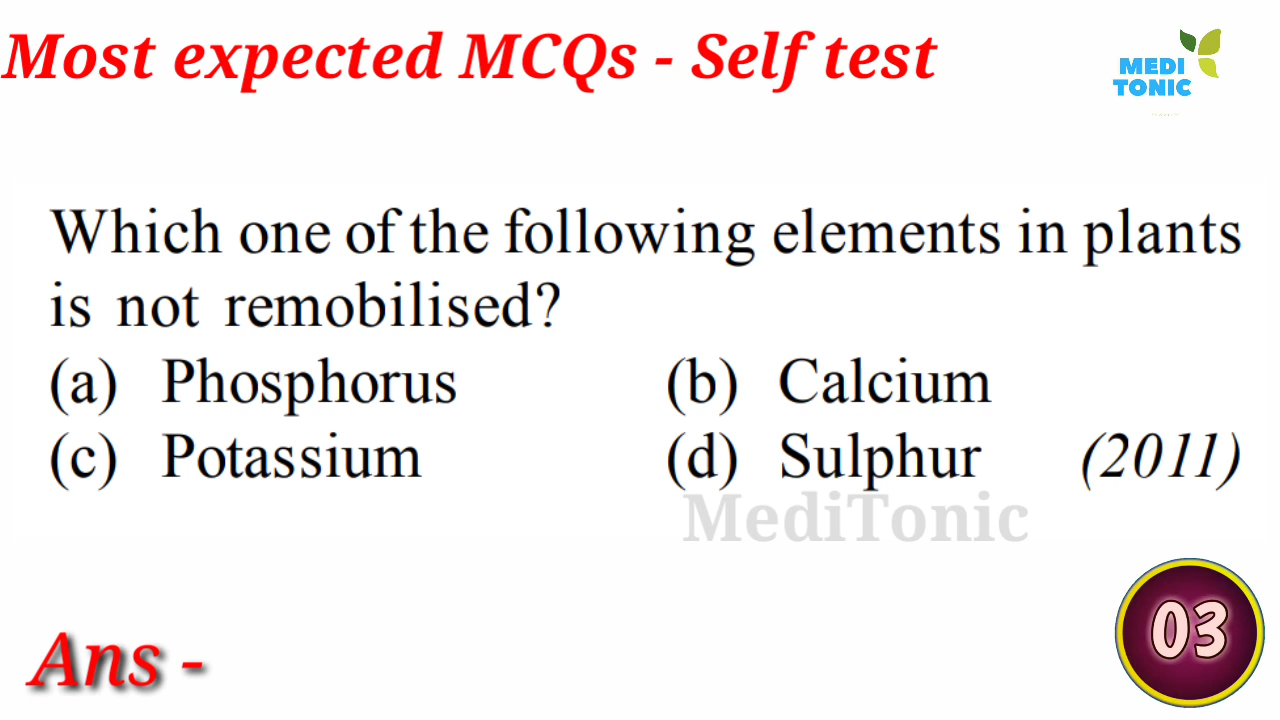 Most expected MCQs - Self test
MEDI
TONIC
Which one of the following elements in plants
is not remobilised?
(a) Phosphorus (b) Calcium
(c) Potassium (d) Sulphur (2011)
MediTonic
03
Ans -